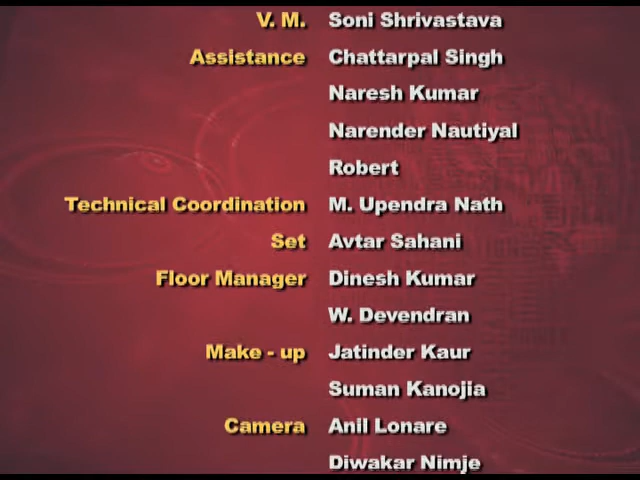 V. M. Soni Shrivastava
Assistance Chattarpal Singh
Naresh Kumar
Narender Nautiyal
Robert
Technical Coordination M. Upendra Nath
Set Avtar Sahani
Floor Manager Dinesh Kumar
W. Devendran
Make - up Jatinder Kaur
Suman Kanojia
Camera Anil Lonare
Diwakar Nimje